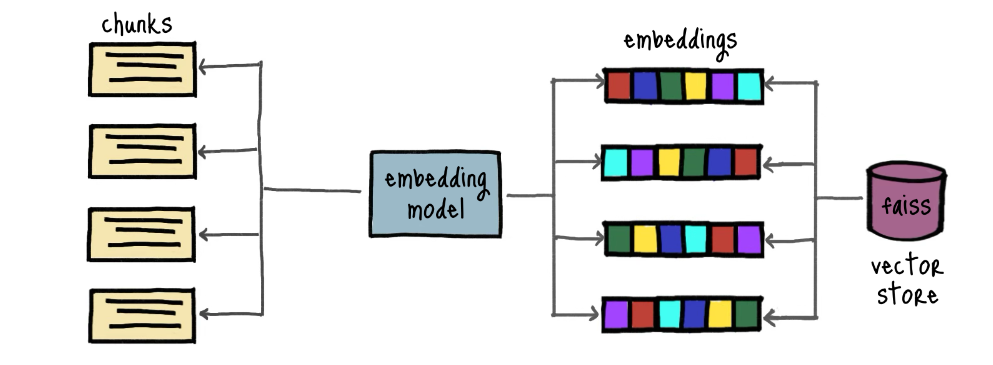 chunks
embedding
model
embeddings
faiss
vector
store